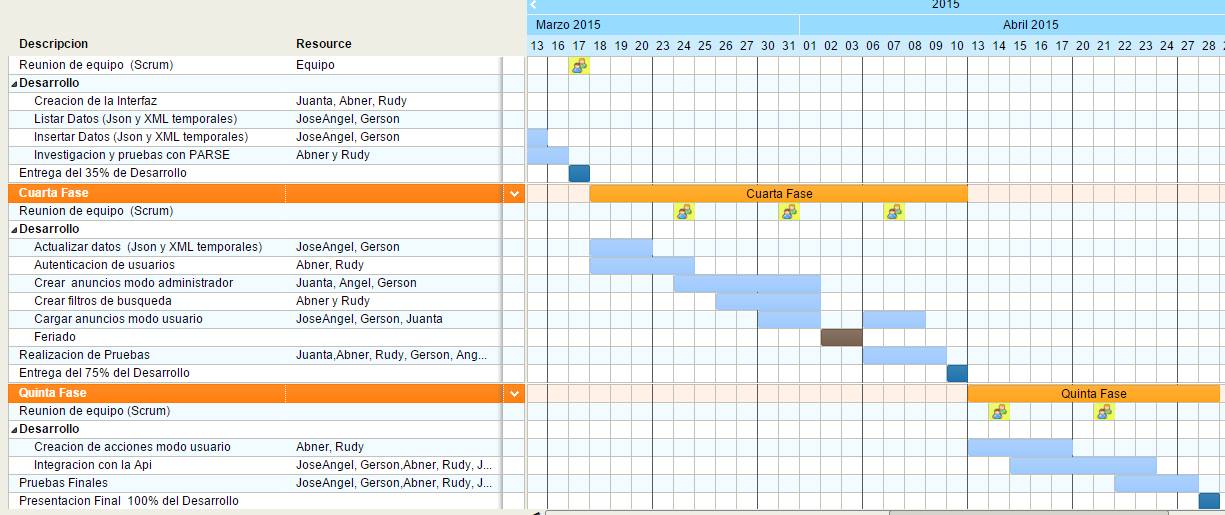 2015
Marzo 2015 Abril 2015
Descripcion Resource 13 16 17 18 19 20 23 24 25 26 27 30 31 01 02 03 06 07 08 09 10 13 14 15 16 17 20 21 22 23 24 27 28
Reunion de equipo (Scrum) Equipo
Desarrollo
Creacion de la Interfaz Juanta, Abner, Rudy
Listar Datos (Json y XML temporales) JoseAngel, Gerson
Insertar Datos (Json y XML temporales) JoseAngel, Gerson
Investigacion y pruebas con PARSE Abner y Rudy
Entrega del 35% de Desarrollo
Cuarta Fase Cuarta Fase
Reunion de equipo (Scrum)
Desarrollo
Actualizar datos (Json y XML temporales) JoseAngel, Gerson
Autenticacion de usuarios Abner, Rudy
Crear anuncios modo administrador Juanta, Angel, Gerson
Crear filtros de busqueda Abner y Rudy
Cargar anuncios modo usuario JoseAngel, Gerson, Juanta
Feriado
Realizacion de Pruebas Juanta,Abner, Rudy, Gerson, Ang...
Entrega del 75% del Desarrollo
Quinta Fase Quinta Fase
Reunion de equipo (Scrum)
Desarrollo
Creacion de acciones modo usuario Abner, Rudy
Integracion con la Api JoseAngel, Gerson,Abner, Rudy, J...
Pruebas Finales JoseAngel, Gerson,Abner, Rudy, J...
Presentacion Final 100% del Desarrollo